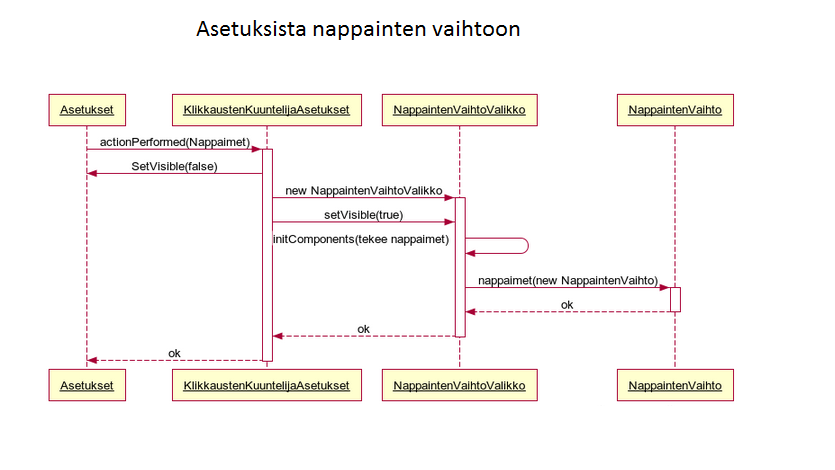 Asetuksista nappainten vaihtoon
Asetukset KlikkaustenKuuntelijaAsetukset NappaintenVaihtoValikko NappaintenVaihto
actionPerformed(Nappaimet)
SetVisible(false)
new NappaintenVaihtoValikko
setVisible(true)
initComponents(tekee nappaimet)
nappaimet(new NappaintenVaihto)
ok
ok
ok
Asetukset KlikkaustenKuuntelijaAsetukset NappaintenVaihtoValikko NappaintenVaihto